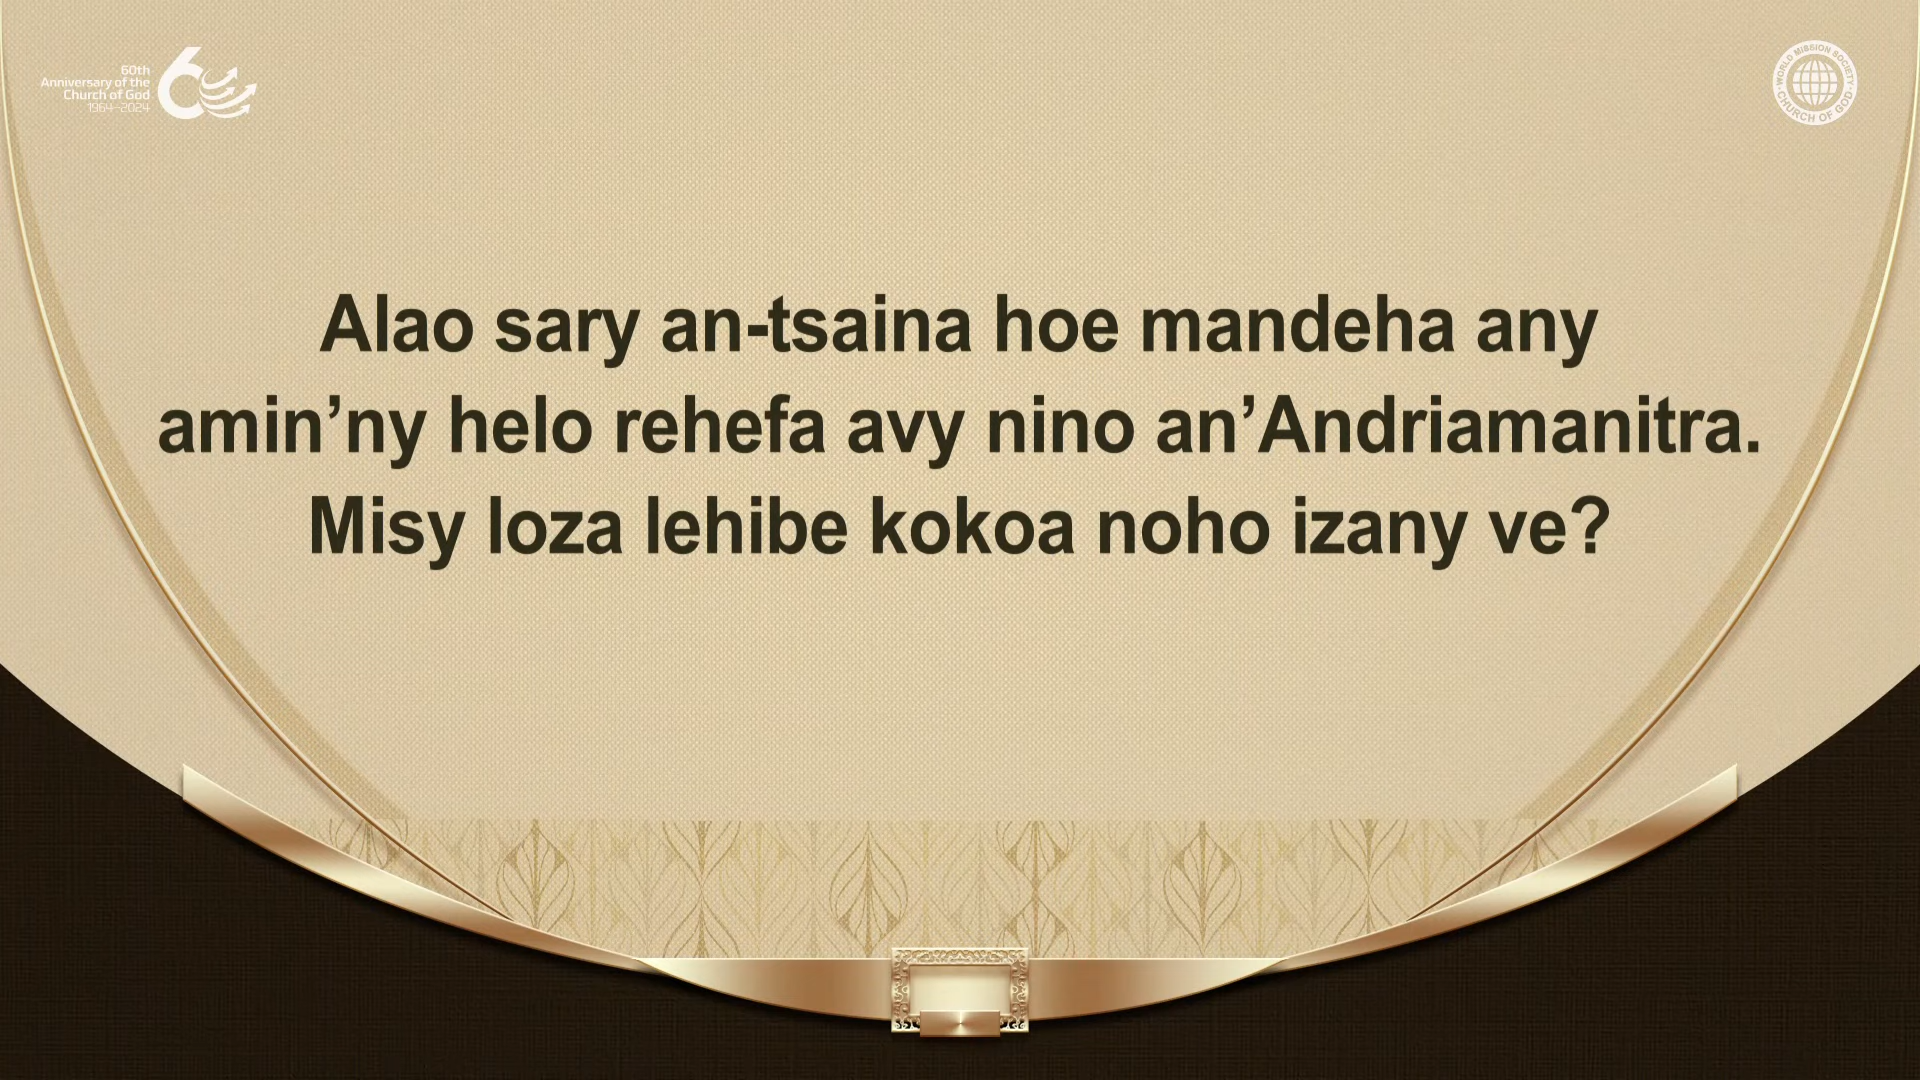 60th
Anniversary of the
Church of God
1964–2024
60
WORLD MISSION SOCIETY
CHURCH OF GOD
Alao sary an-tsaina hoe mandeha any
amin’ny helo rehefa avy nino an’Andriamanitra.
Misy loza lehibe kokoa noho izany ve?